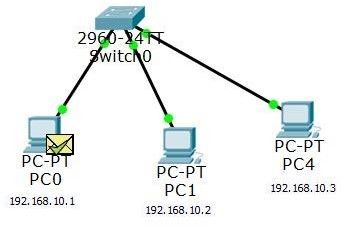 2960-24TT
Switch0
PC-PT
PC0
192.168.10.1
PC-PT
PC1
192.168.10.2
PC-PT
PC4
192.168.10.3